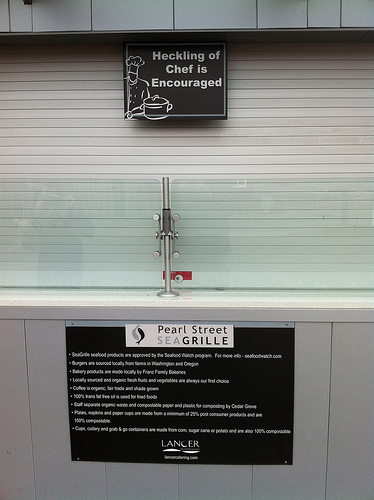 Heckling of
Chef is
Encouraged
Pearl Street
SEAGRILLE
• SeaGrille seafood products are approved by the Seafood Watch program. For more info - seafoodwatch.com
• Burgers are sourced locally from farms in Washington and Oregon
• Bakery products are made locally by Franz Family Bakeries
• Locally sourced and organic fresh fruits and vegetables are always our first choice
• Coffee is organic, fair trade and shade grown
• 100% trans fat free oil is used for fried foods
• Staff separate organic waste and compostable paper and plastic for composting by Cedar Grove
• Plates, napkins and paper cups are made from a minimum of 25% post consumer products and are
100% compostable.
• Cups, cutlery and grab & go containers are made from corn, sugar cane or potato and are also 100% compostable
LANCER
lancercatering.com